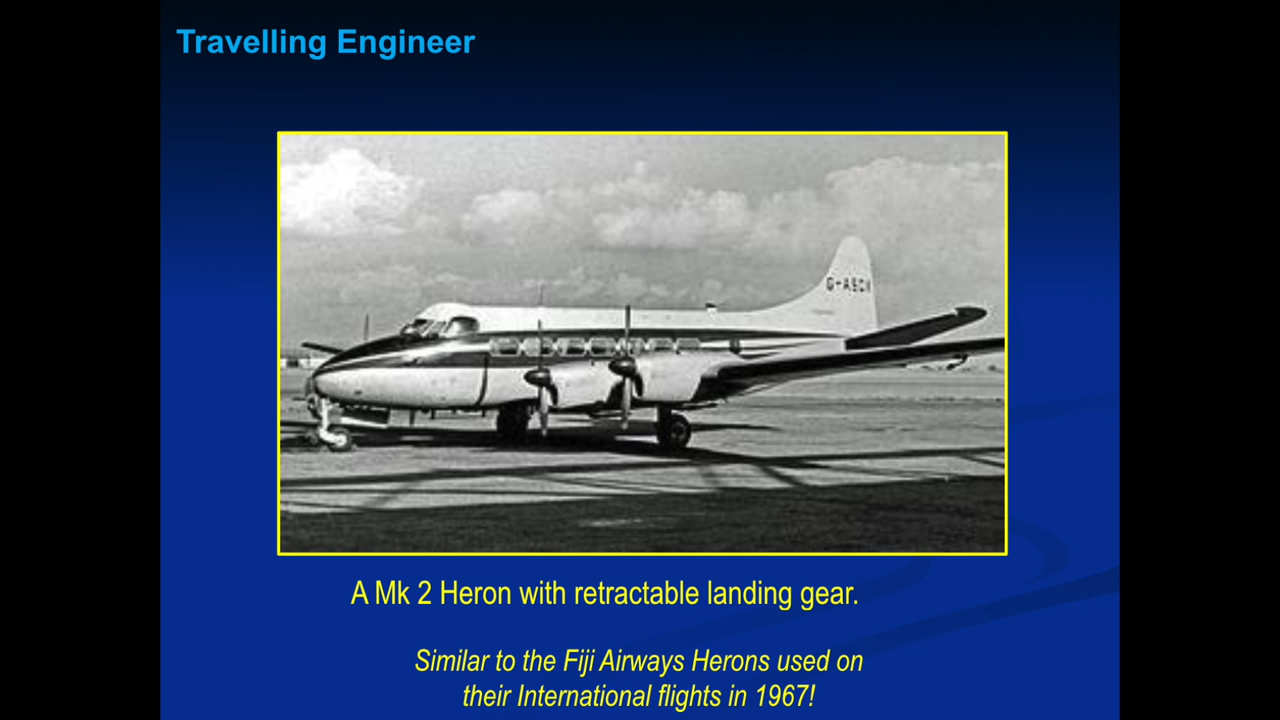 Travelling Engineer
A Mk 2 Heron with retractable landing gear.
Similar to the Fiji Airways Herons used on
their International flights in 1967!